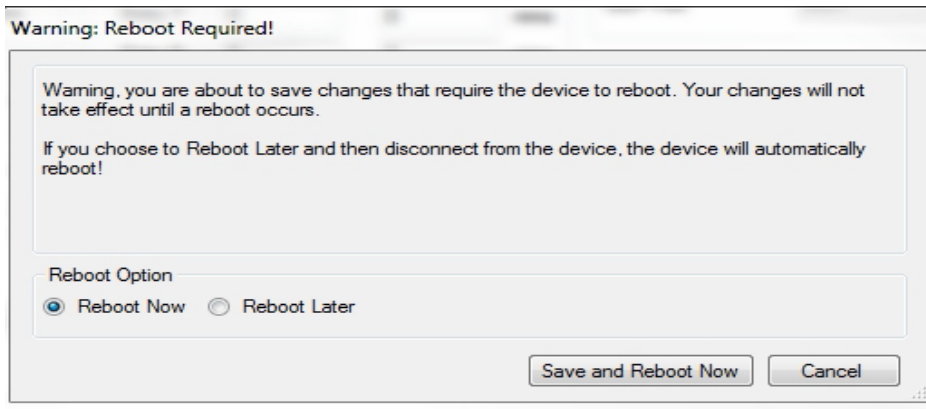 Warning: Reboot Required!
Warning, you are about to save changes that require the device to reboot. Your changes will not
take effect until a reboot occurs.
If you choose to Reboot Later and then disconnect from the device, the device will automatically
reboot!
Reboot Option
Reboot Now Reboot Later
Save and Reboot Now Cancel